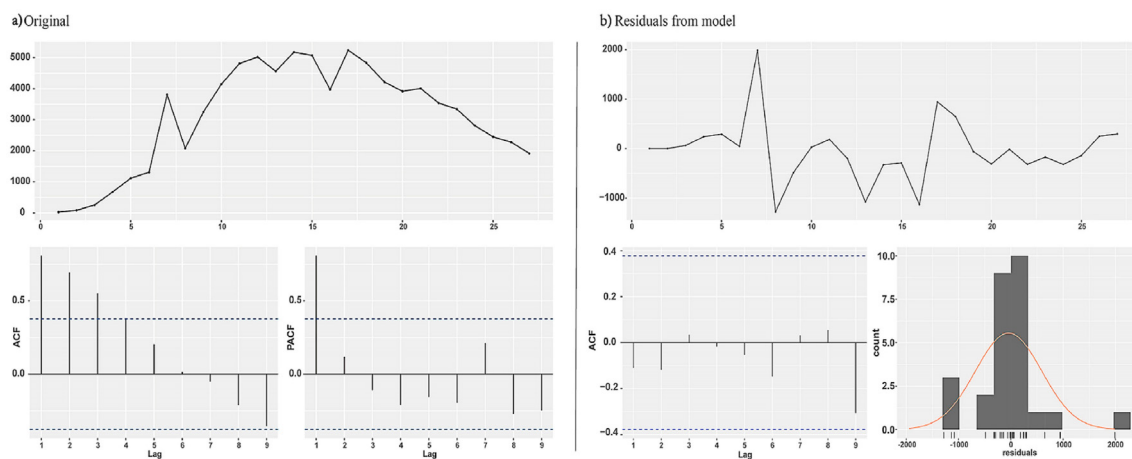 a) Original
5000
4000
3000
2000
1000
0
0 5 10 15 20 25
ACF
0.5
0.0
1 2 3 4 5 6 7 8 9
Lag
PACF
0.5
0.0
1 2 3 4 5 6 7 8 9
Lag
b) Residuals from model
2000
1000
0
−1000
0 5 10 15 20 25
ACF
0.4
0.2
0.0
−0.2
−0.4
1 2 3 4 5 6 7 8 9
Lag
count
10.0
7.5
5.0
2.5
0.0
−2000 −1000 0 1000 2000
residuals